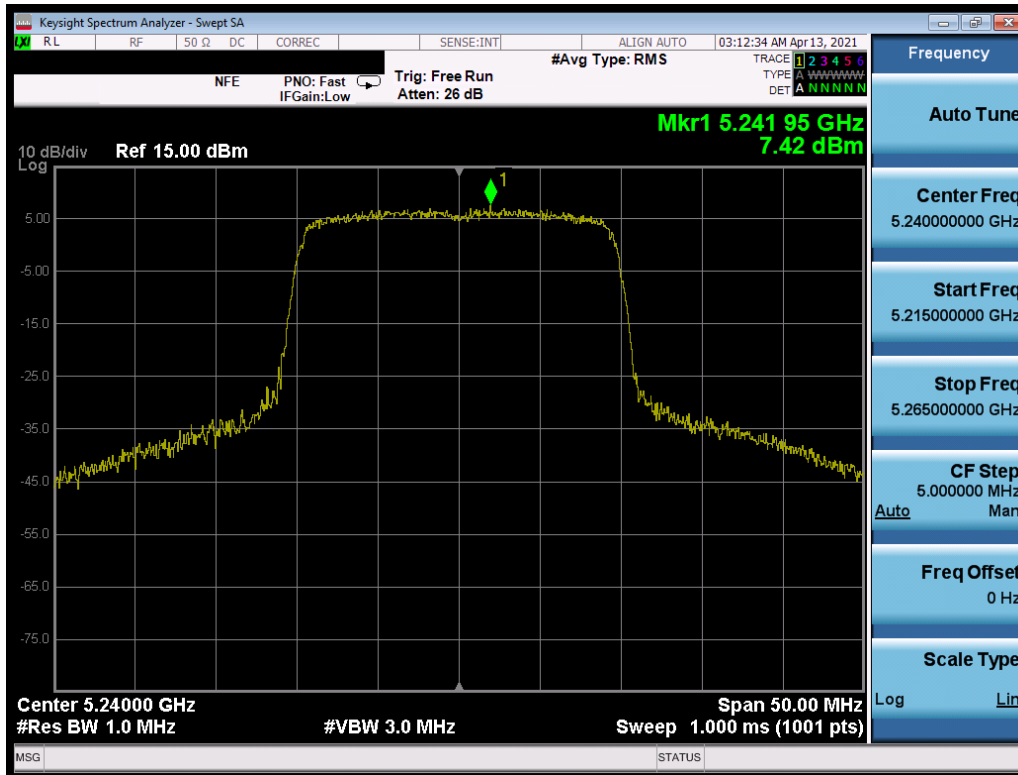 Keysight Spectrum Analyzer - Swept SA
LXI RL RF 50 Ω DC CORREC SENSE:INT ALIGN AUTO 03:12:34 AM Apr 13, 2021
NFE PNO: Fast Trig: Free Run #Avg Type: RMS TRACE 1 2 3 4 5 6
IFGain:Low Atten: 26 dB TYPE A WWWWW
DET A N N N N N
Mkr1 5.241 95 GHz
7.42 dBm
10 dB/div Ref 15.00 dBm
Log
1
5.00
-5.00
-15.0
-25.0
-35.0
-45.0
-55.0
-65.0
-75.0
Center 5.24000 GHz Span 50.00 MHz
#Res BW 1.0 MHz #VBW 3.0 MHz Sweep 1.000 ms (1001 pts)
MSG STATUS
Frequency
Auto Tune
Center Freq
5.240000000 GHz
Start Freq
5.215000000 GHz
Stop Freq
5.265000000 GHz
CF Step
5.000000 MHz
Auto Man
Freq Offset
0 Hz
Scale Type
Log Lin